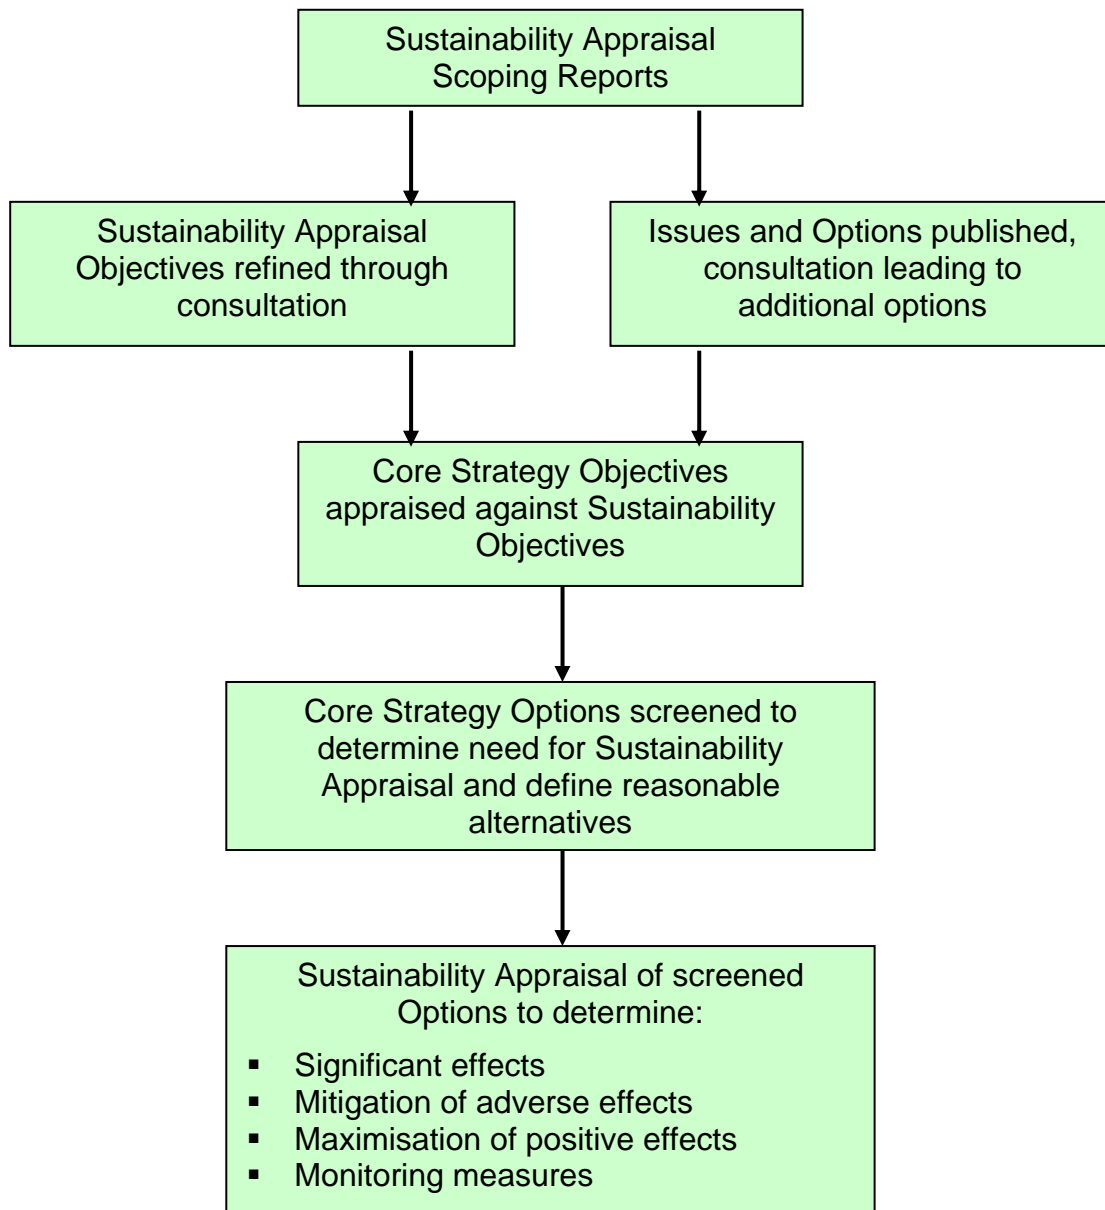 Sustainability Appraisal
Scoping Reports
Sustainability Appraisal
Objectives refined through
consultation
Issues and Options published,
consultation leading to
additional options
Core Strategy Objectives
appraised against Sustainability
Objectives
Core Strategy Options screened to
determine need for Sustainability
Appraisal and define reasonable
alternatives
Sustainability Appraisal of screened
Options to determine:
▪ Significant effects
▪ Mitigation of adverse effects
▪ Maximisation of positive effects
▪ Monitoring measures